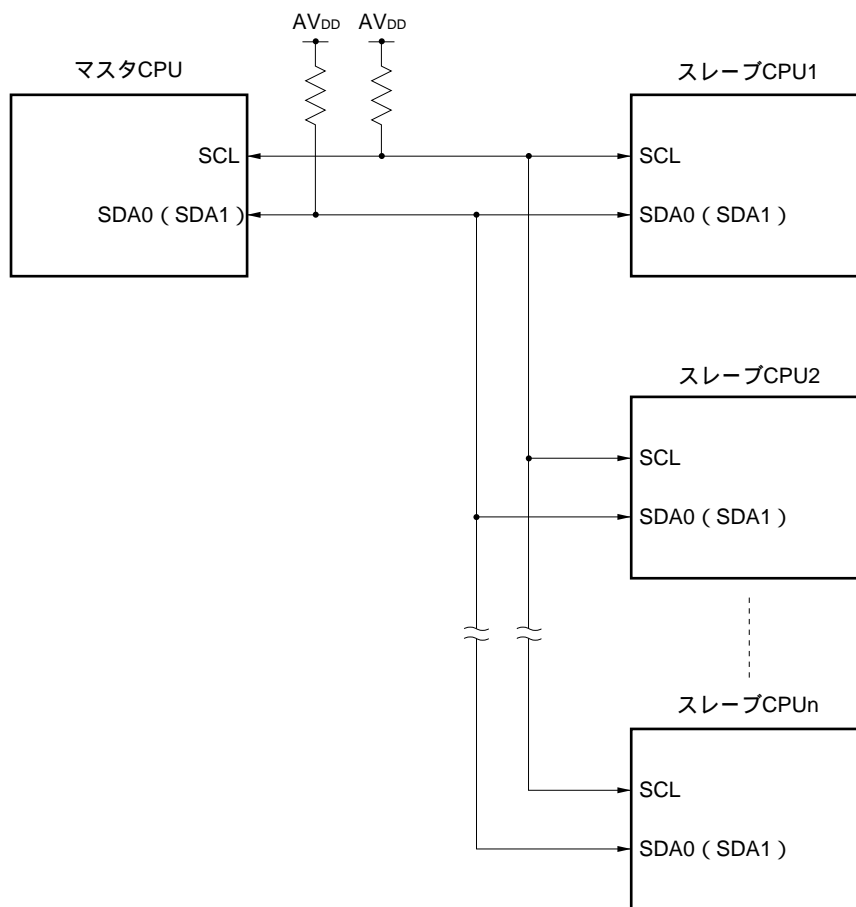 AVDD AVDD
マスタCPU
SCL
SDA0 ( SDA1 )
スレーブCPU1
SCL
SDA0 ( SDA1 )
スレーブCPU2
SCL
SDA0 ( SDA1 )
スレーブCPUn
SCL
SDA0 ( SDA1 )